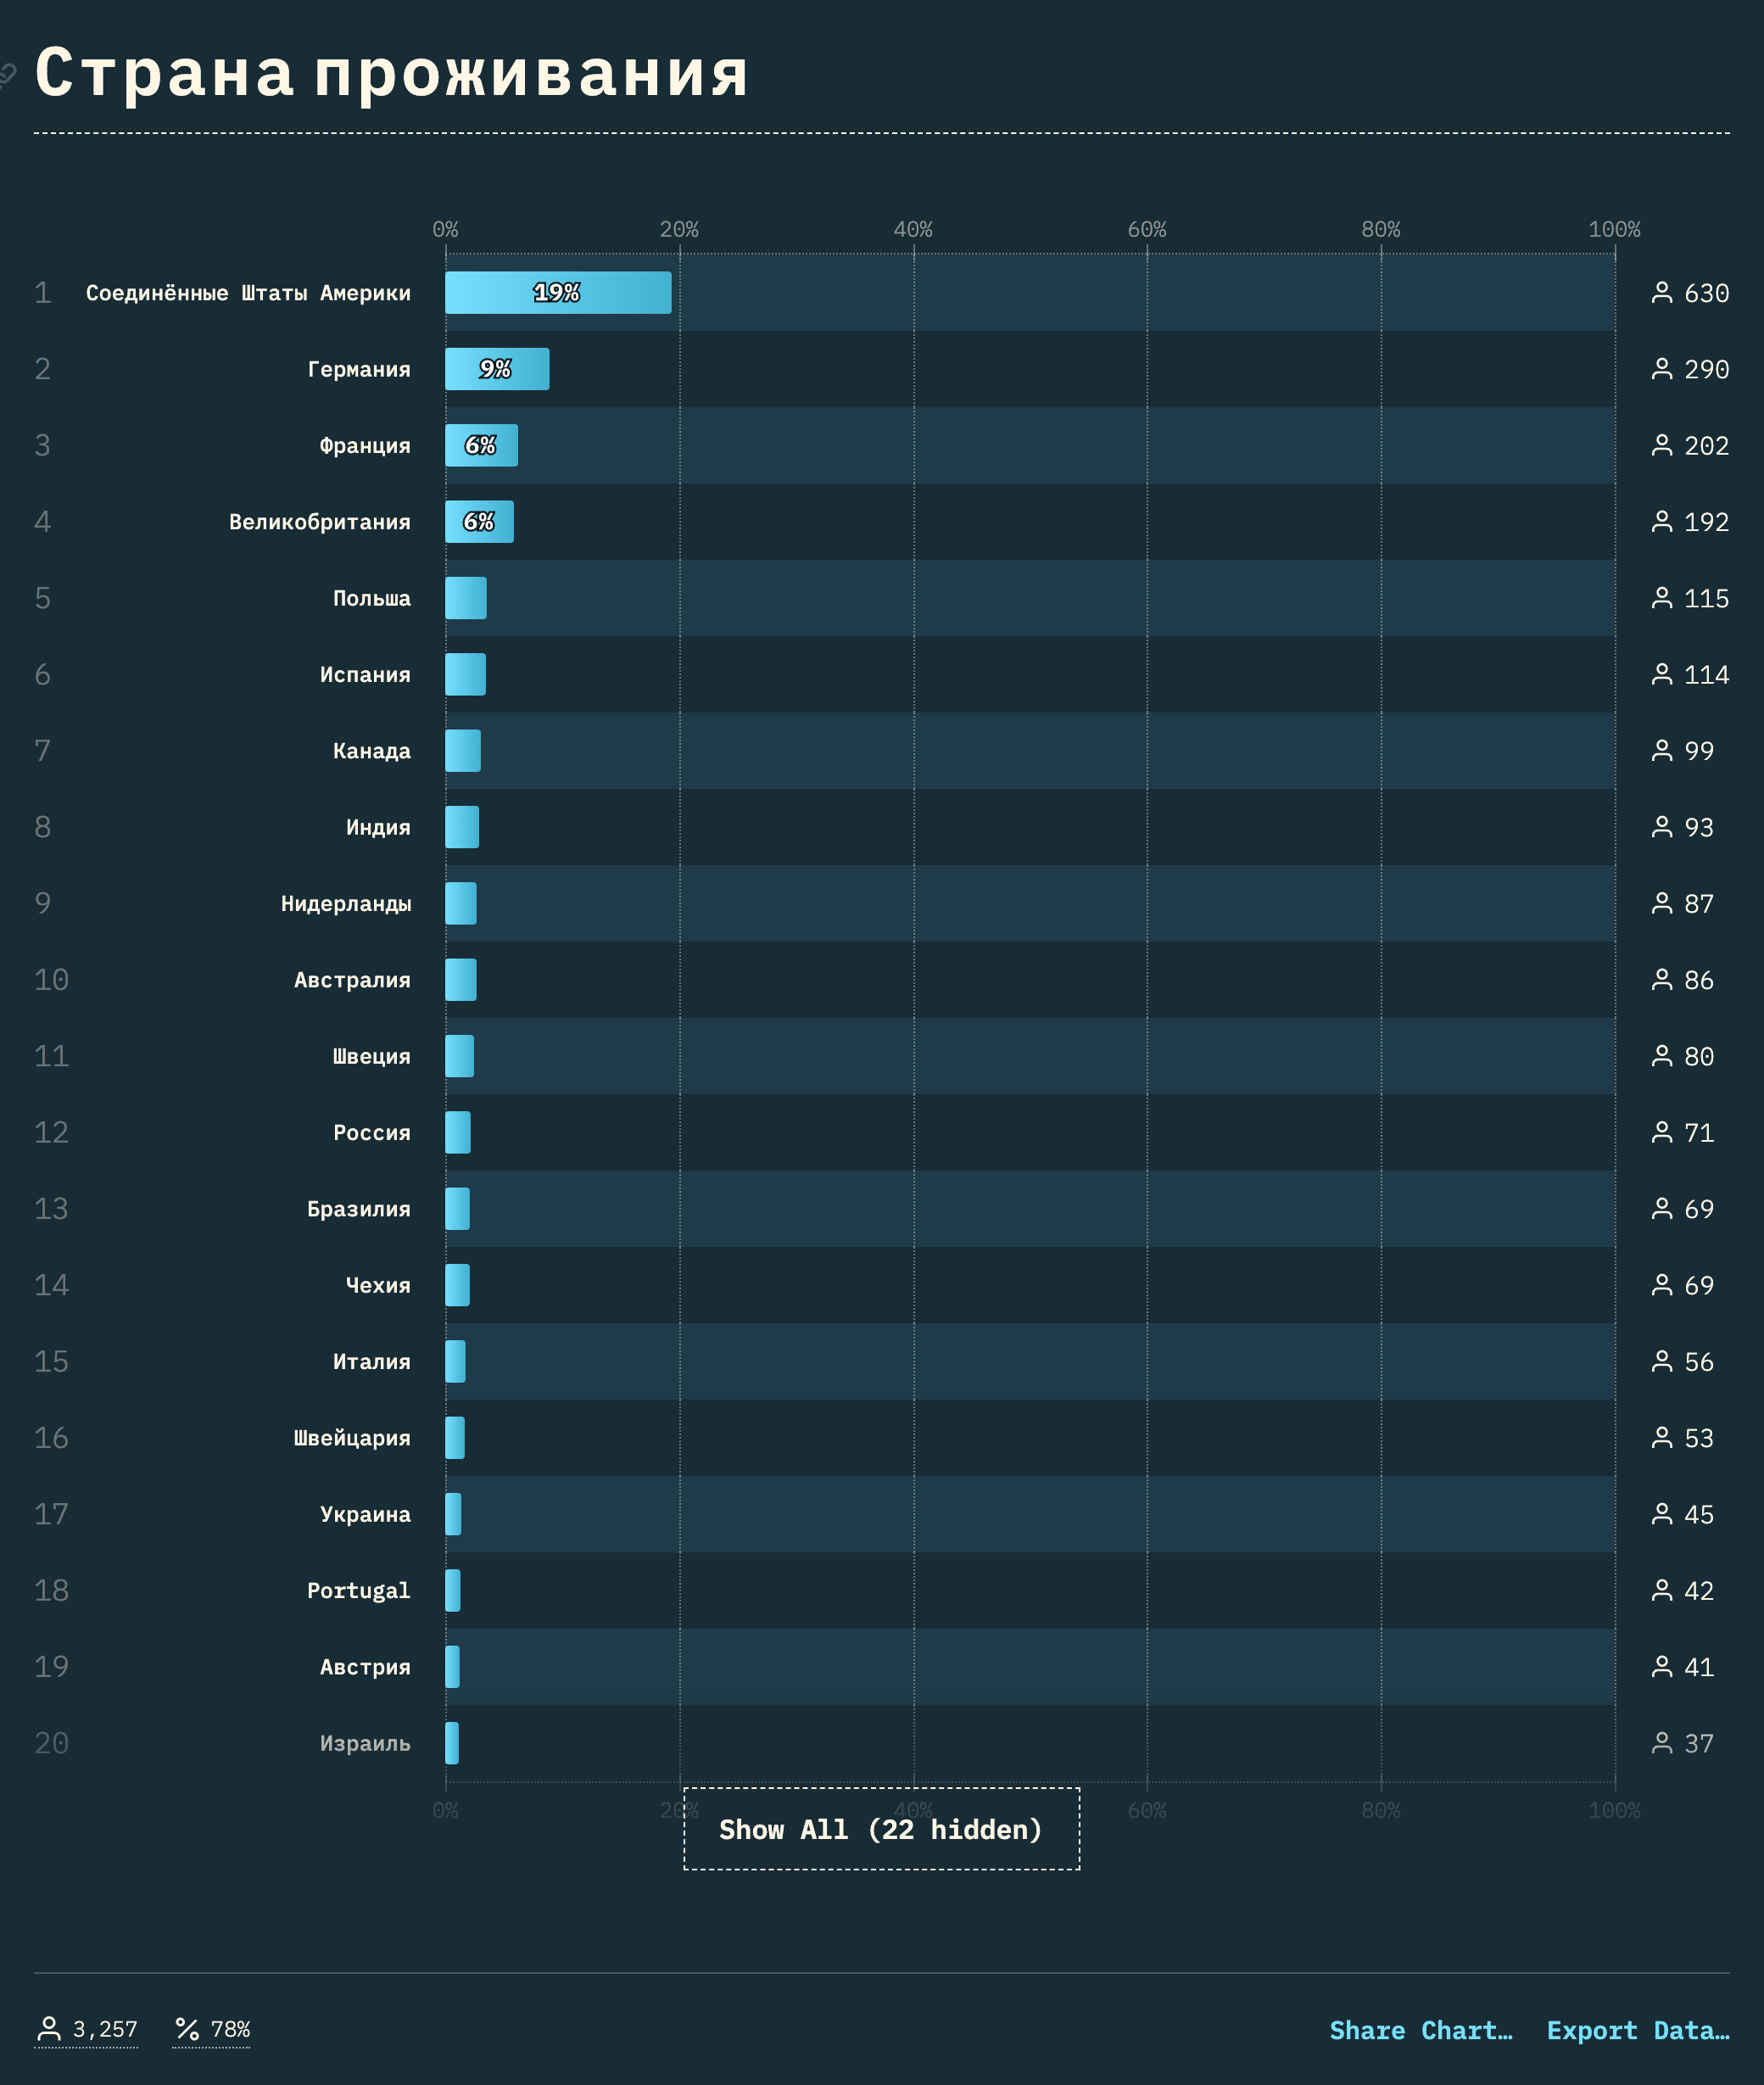 Страна проживания
0% 20% 40% 60% 80% 100%
1 Соединённые Штаты Америки 19% 630
2 Германия 9% 290
3 Франция 6% 202
4 Великобритания 6% 192
5 Польша 115
6 Испания 114
7 Канада 99
8 Индия 93
9 Нидерланды 87
10 Австралия 86
11 Швеция 80
12 Россия 71
13 Бразилия 69
14 Чехия 69
15 Италия 56
16 Швейцария 53
17 Украина 45
18 Portugal 42
19 Австрия 41
20 Израиль 37
0% 20% 40% 60% 80% 100%
Show All (22 hidden)
3,257 78% Share Chart… Export Data…